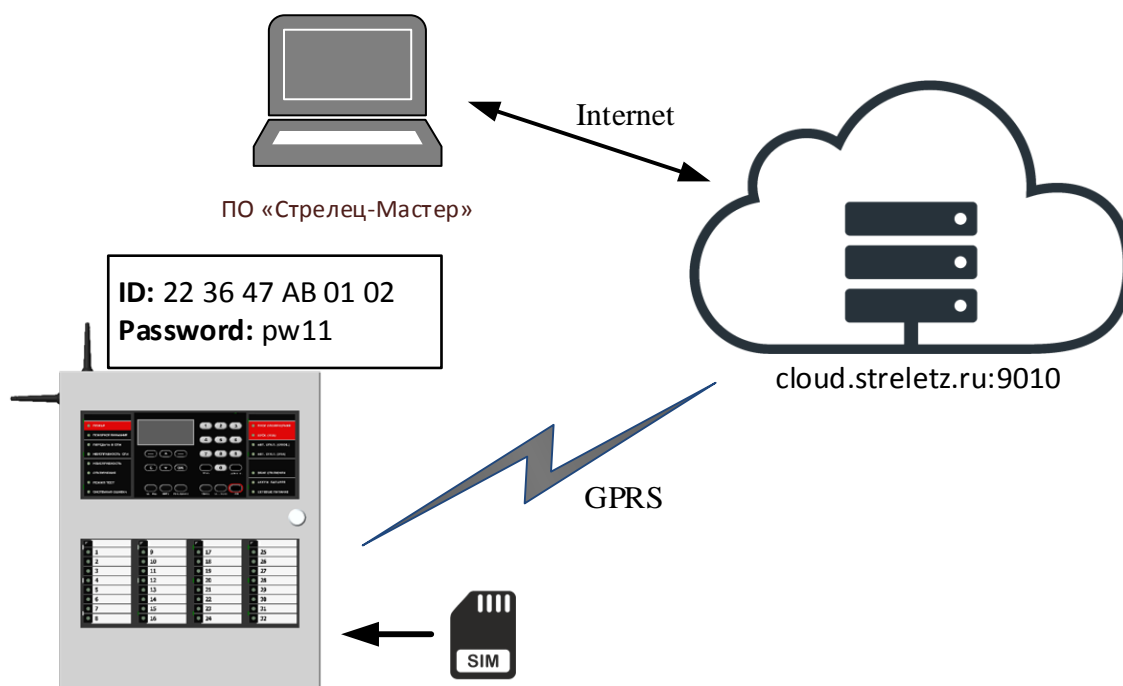 Internet
ПО «Стрелец-Мастер»
ID: 22 36 47 AB 01 02
Password: pw11
cloud.streletz.ru:9010
GPRS
1 9 17 25
2 10 18 26
3 11 19 27
4 12 20 28
5 13 21 29
6 14 22 30
7 15 23 31
8 16 24 32
SIM